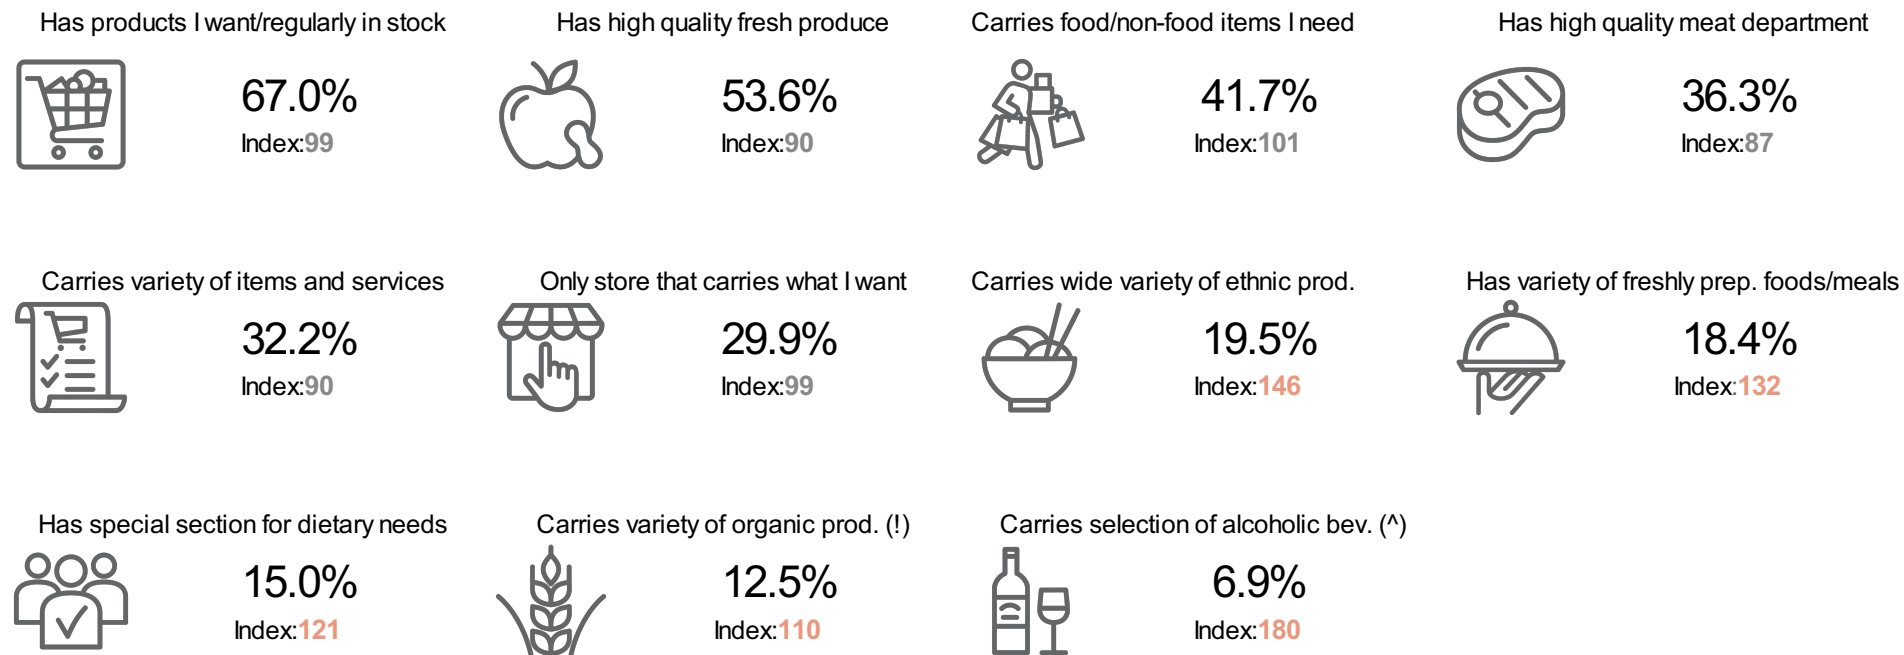 Has products I want/regularly in stock
67.0%
Index:99
Has high quality fresh produce
53.6%
Index:90
Carries food/non-food items I need
41.7%
Index:101
Has high quality meat department
36.3%
Index:87
Carries variety of items and services
32.2%
Index:90
Only store that carries what I want
29.9%
Index:99
Carries wide variety of ethnic prod.
19.5%
Index:146
Has variety of freshly prep. foods/meals
18.4%
Index:132
Has special section for dietary needs
15.0%
Index:121
Carries variety of organic prod. (!)
12.5%
Index:110
Carries selection of alcoholic bev. (^)
6.9%
Index:180